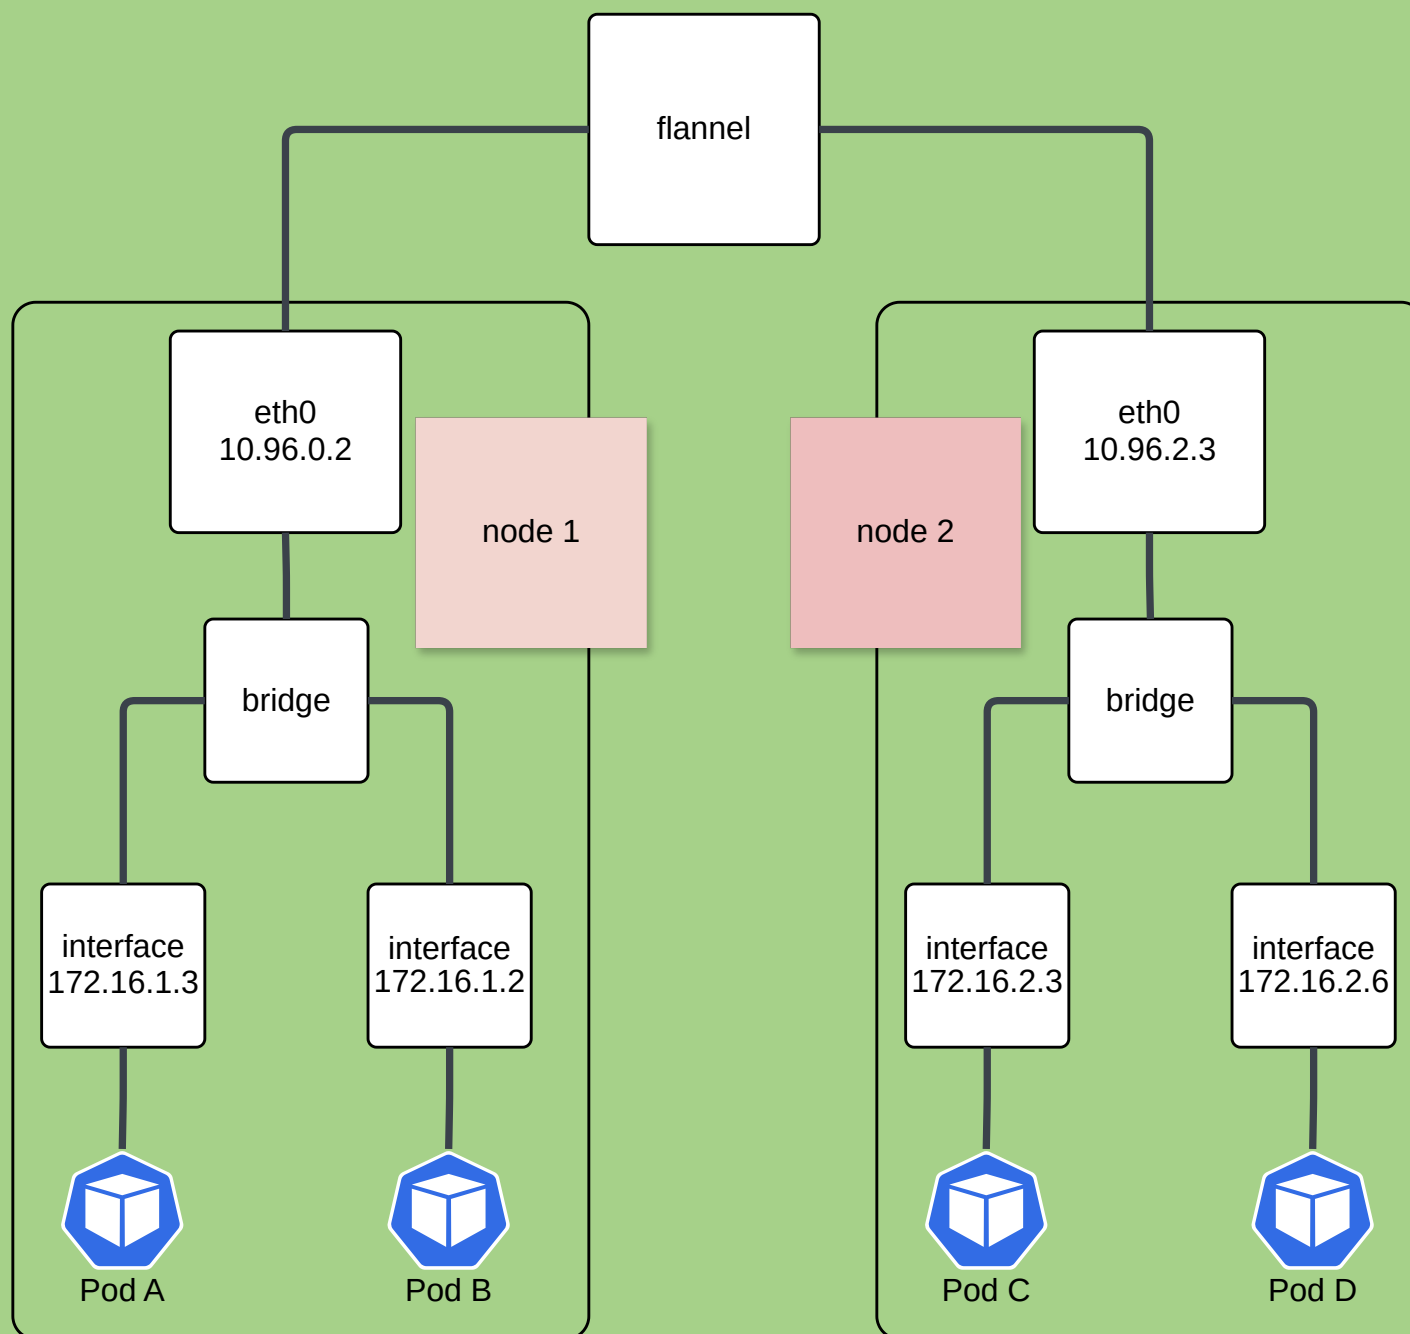 flannel
eth0
10.96.0.2
eth0
10.96.2.3
node 1
node 2
bridge
bridge
interface
172.16.1.3
interface
172.16.1.2
interface
172.16.2.3
interface
172.16.2.6
Pod A
Pod B
Pod C
Pod D